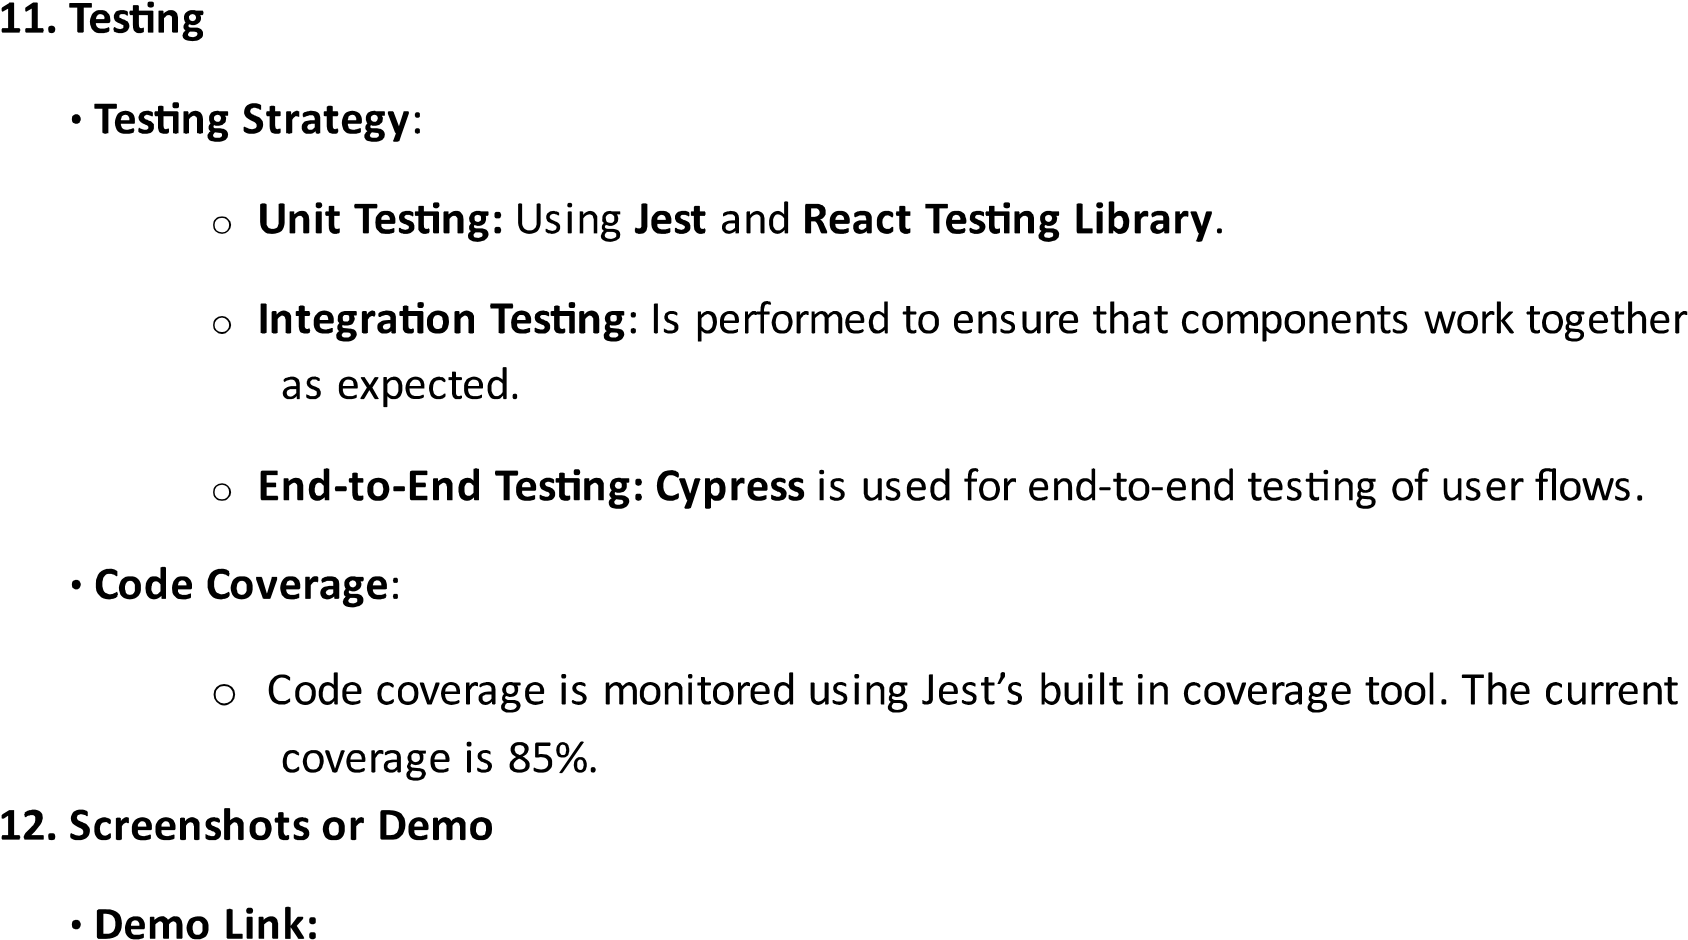 11. Testing
• Testing Strategy:
o Unit Testing: Using Jest and React Testing Library.
o Integration Testing: Is performed to ensure that components work together
as expected.
o End-to-End Testing: Cypress is used for end-to-end testing of user flows.
• Code Coverage:
o Code coverage is monitored using Jest’s built in coverage tool. The current
coverage is 85%.
12. Screenshots or Demo
• Demo Link: